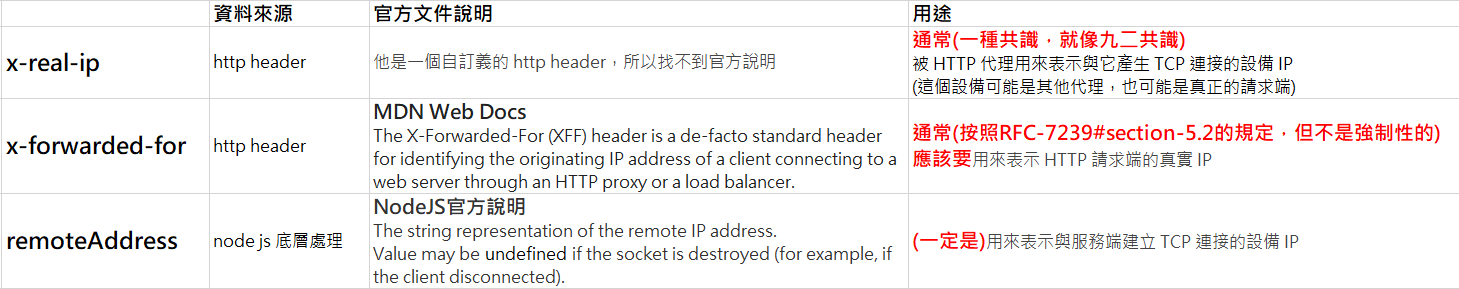 資料來源 官方文件說明 用途
x-real-ip
http header
他是一個自訂義的 http header，所以找不到官方說明
通常(一種共識，就像九二共識)
被 HTTP 代理用來表示與它產生 TCP 連接的設備 IP
(這個設備可能是其他代理，也可能是真正的請求端)
x-forwarded-for
http header
MDN Web Docs
The X-Forwarded-For (XFF) header is a de-facto standard header
for identifying the originating IP address of a client connecting to a
web server through an HTTP proxy or a load balancer.
通常(按照RFC-7239#section-5.2的規定，但不是強制性的)
應該要用來表示 HTTP 請求端的真實 IP
remoteAddress
node js 底層處理
NodeJS官方說明
The string representation of the remote IP address.
Value may be undefined if the socket is destroyed (for example, if
the client disconnected).
(一定是)用來表示與服務端建立 TCP 連接的設備 IP